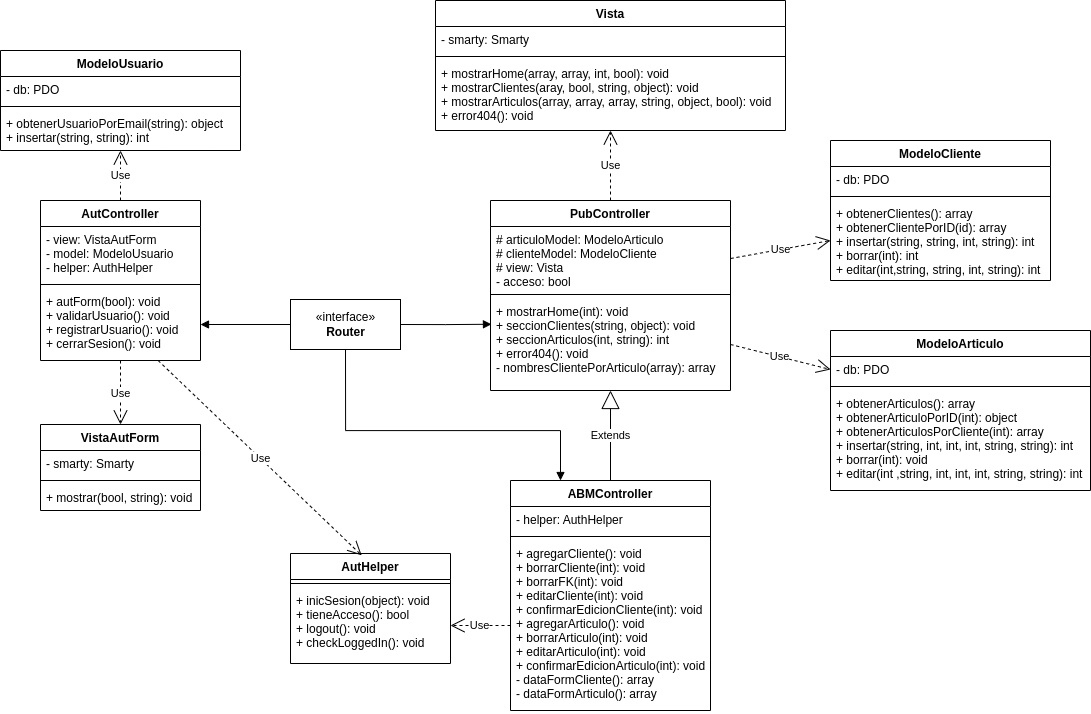 Vista
- smarty: Smarty
+ mostrarHome(array, array, int, bool): void
+ mostrarClientes(aray, bool, string, object): void
+ mostrarArticulos(array, array, array, string, object, bool): void
+ error404(): void
ModeloUsuario
- db: PDO
+ obtenerUsuarioPorEmail(string): object
+ insertar(string, string): int
Use
Use
ModeloCliente
- db: PDO
+ obtenerClientes(): array
+ obtenerClientePorID(id): array
+ insertar(string, string, int, string): int
+ borrar(int): int
+ editar(int,string, string, int, string): int
AutController
- view: VistaAutForm
- model: ModeloUsuario
- helper: AuthHelper
+ autForm(bool): void
+ validarUsuario(): void
+ registrarUsuario(): void
+ cerrarSesion(): void
«interface»
Router
PubController
# articuloModel: ModeloArticulo
# clienteModel: ModeloCliente
# view: Vista
- acceso: bool
+ mostrarHome(int): void
+ seccionClientes(string, object): void
+ seccionArticulos(int, string): int
+ error404(): void
- nombresClientePorArticulo(array): array
Use
Use
ModeloArticulo
- db: PDO
+ obtenerArticulos(): array
+ obtenerArticuloPorID(int): object
+ obtenerArticulosPorCliente(int): array
+ insertar(string, int, int, int, string, string): int
+ borrar(int): void
+ editar(int ,string, int, int, int, string, string): int
Use
VistaAutForm
- smarty: Smarty
+ mostrar(bool, string): void
Use
Extends
ABMController
- helper: AuthHelper
+ agregarCliente(): void
+ borrarCliente(int): void
+ borrarFK(int): void
+ editarCliente(int): void
+ confirmarEdicionCliente(int): void
+ agregarArticulo(): void
+ borrarArticulo(int): void
+ editarArticulo(int): void
+ confirmarEdicionArticulo(int): void
- dataFormCliente(): array
- dataFormArticulo(): array
Use
AutHelper
+ inicSesion(object): void
+ tieneAcceso(): bool
+ logout(): void
+ checkLoggedIn(): void